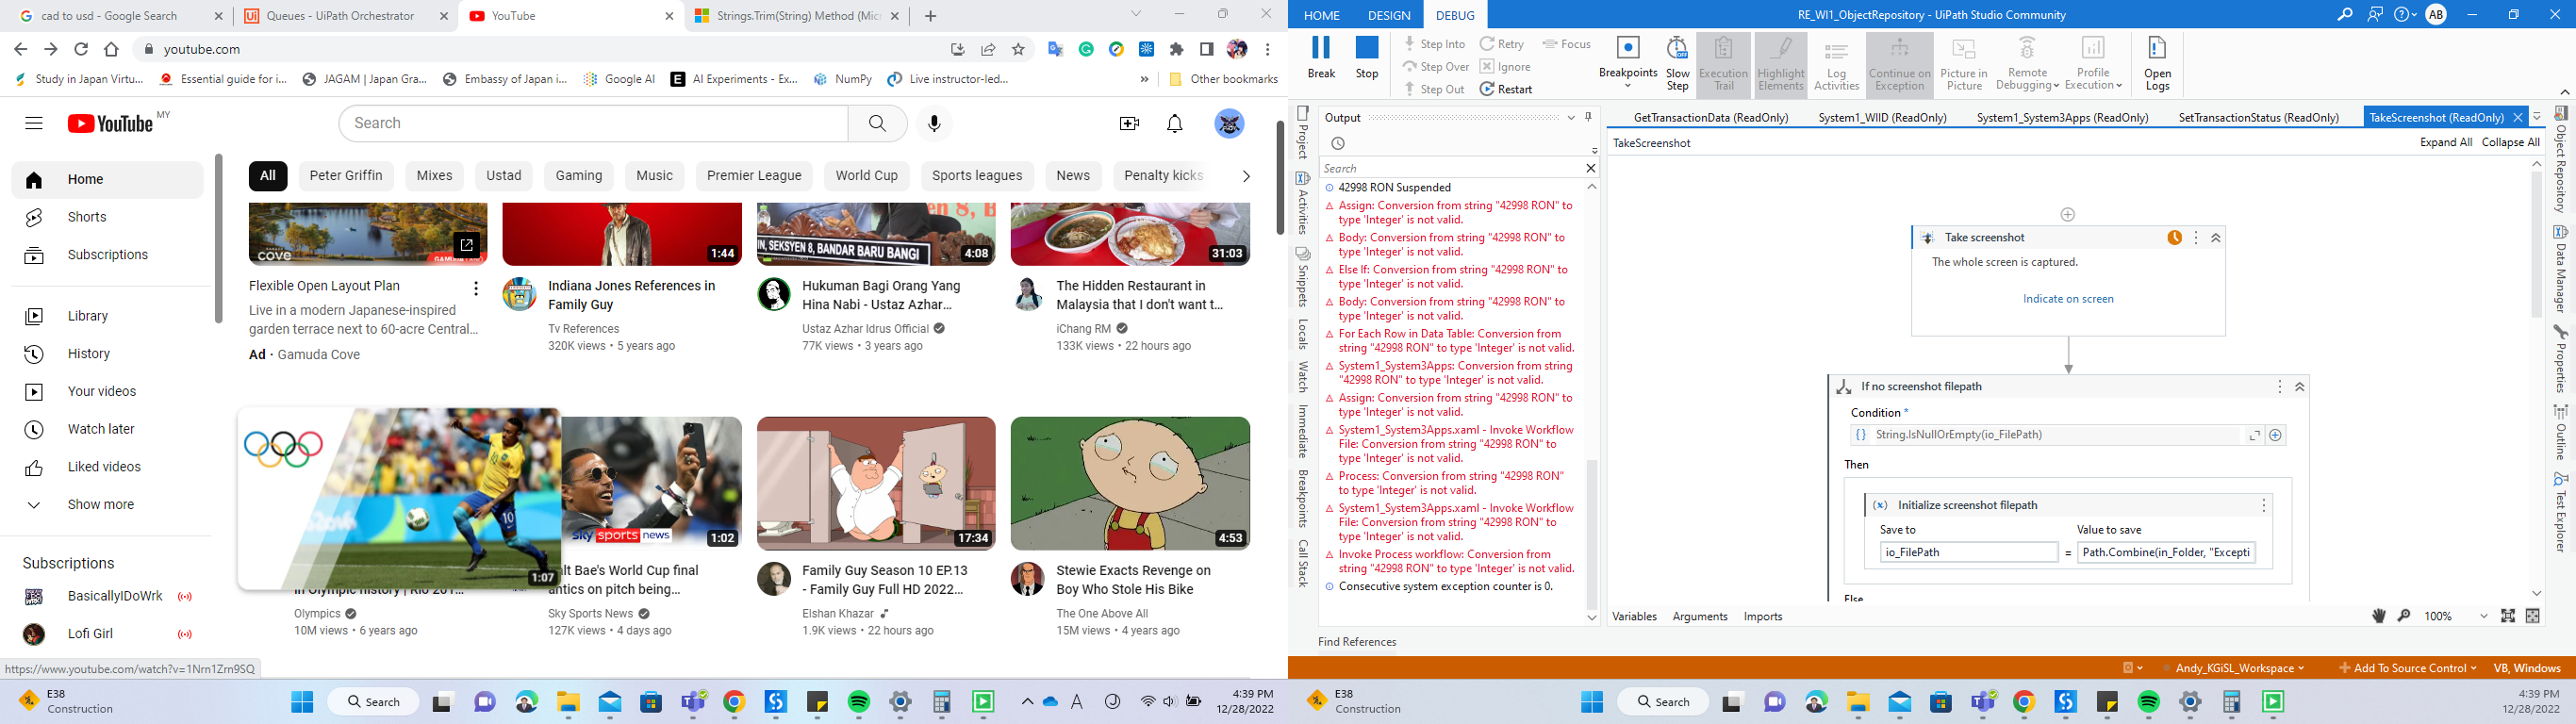 cad to usd - Google Search
Queues - UiPath Orchestrator
YouTube
Strings.Trim(String) Method (Micr
youtube.com
Study in Japan Virtu...
Essential guide for i...
JAGAM | Japan Gra...
Embassy of Japan i...
Google AI
AI Experiments - Ex...
NumPy
Live instructor-led...
»
Other bookmarks
YouTube MY
Search
Home
Shorts
Subscriptions
Library
History
Your videos
Watch later
Liked videos
Show more
Subscriptions
BasicallyIDoWrk
Lofi Girl
All
Peter Griffin
Mixes
Ustad
Gaming
Music
Premier League
World Cup
Sports leagues
News
Penalty kicks
cove
Flexible Open Layout Plan
Live in a modern Japanese-inspired
garden terrace next to 60-acre Central...
Ad · Gamuda Cove
1:44
Indiana Jones References in
Family Guy
Tv References
320K views • 5 years ago
IN, SEKSYEN 8, BANDAR BARU BANGI
4:08
Hukuman Bagi Orang Yang
Hina Nabi - Ustaz Azhar...
Ustaz Azhar Idrus Official
77K views • 3 years ago
31:03
The Hidden Restaurant in
Malaysia that I don't want t...
iChang RM
133K views • 22 hours ago
10
1:07
in Olympic history | Rio 201...
Olympics
10M views • 6 years ago
sky sports news
1:02
alt Bae's World Cup final
antics on pitch being...
Sky Sports News
127K views • 4 days ago
17:34
Family Guy Season 10 EP.13
- Family Guy Full HD 2022...
Elshan Khazar
1.9K views • 22 hours ago
4:53
Stewie Exacts Revenge on
Boy Who Stole His Bike
The One Above All
15M views • 4 years ago
https://www.youtube.com/watch?v=1Nrn1Zrn9SQ
E38
Construction
Search
4:39 PM
12/28/2022
HOME
DESIGN
DEBUG
RE_WI1_ObjectRepository - UiPath Studio Community
AB
Break
Stop
Step Into
Step Over
Step Out
Retry
Ignore
Restart
Focus
Breakpoints
Slow
Step
Execution
Trail
Highlight
Elements
Log
Activities
Continue on
Exception
Picture in
Picture
Remote
Debugging
Profile
Execution
Open
Logs
Project
Activities
Snippets
Locals
Watch
Immediate
Breakpoints
Call Stack
Output
Search
42998 RON Suspended
Assign: Conversion from string "42998 RON" to
type 'Integer' is not valid.
Body: Conversion from string "42998 RON" to
type 'Integer' is not valid.
Else If: Conversion from string "42998 RON" to
type 'Integer' is not valid.
Body: Conversion from string "42998 RON" to
type 'Integer' is not valid.
For Each Row in Data Table: Conversion from
string "42998 RON" to type 'Integer' is not valid.
System1_System3Apps: Conversion from string
"42998 RON" to type 'Integer' is not valid.
Assign: Conversion from string "42998 RON" to
type 'Integer' is not valid.
System1_System3Apps.xaml - Invoke Workflow
File: Conversion from string "42998 RON" to
type 'Integer' is not valid.
Process: Conversion from string "42998 RON"
to type 'Integer' is not valid.
System1_System3Apps.xaml - Invoke Workflow
File: Conversion from string "42998 RON" to
type 'Integer' is not valid.
Invoke Process workflow: Conversion from
string "42998 RON" to type 'Integer' is not valid.
Consecutive system exception counter is 0.
Find References
GetTransactionData (ReadOnly)
System1_WIID (ReadOnly)
System1_System3Apps (ReadOnly)
SetTransactionStatus (ReadOnly)
TakeScreenshot (ReadOnly)
TakeScreenshot
Expand All
Collapse All
Take screenshot
The whole screen is captured.
Indicate on screen
If no screenshot filepath
Condition *
String.IsNullOrEmpty(io_FilePath)
Then
Initialize screenshot filepath
Save to
Value to save
io_FilePath
=
Path.Combine(in_Folder, "Excepti
Else
Variables
Arguments
Imports
100%
Object Repository
Data Manager
Properties
Outline
Test Explorer
Andy_KGiSL_Workspace
Add To Source Control
VB, Windows
E38
Construction
Search
4:39 PM
12/28/2022